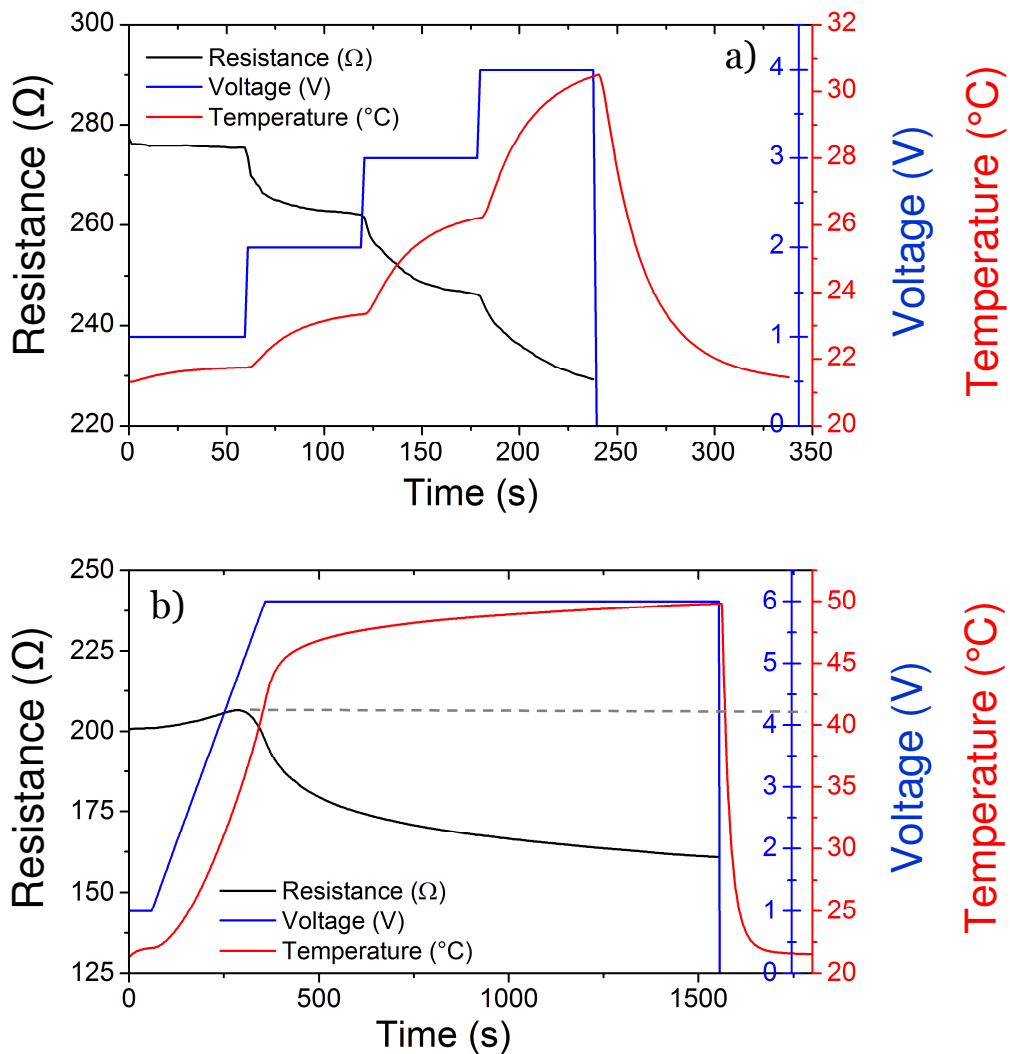 a)
Resistance (Ω)
Voltage (V)
Temperature (°C)
300
280
260
240
220
Resistance (Ω)
0 50 100 150 200 250 300 350
Time (s)
4
3
2
1
0
Voltage (V)
32
30
28
26
24
22
20
Temperature (°C)
b)
Resistance (Ω)
Voltage (V)
Temperature (°C)
250
225
200
175
150
125
Resistance (Ω)
0 500 1000 1500
Time (s)
6
5
4
3
2
1
0
Voltage (V)
50
45
40
35
30
25
20
Temperature (°C)